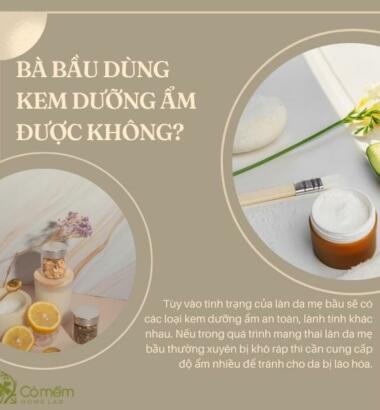 BÀ BẦU DÙNG
KEM DƯỠNG ẨM
ĐƯỢC KHÔNG?
Tùy vào tình trạng của làn da mẹ bầu sẽ có
các loại kem dưỡng ẩm an toàn, lành tính khác
nhau. Nếu trong quá trình mang thai làn da mẹ
bầu thường xuyên bị khô ráp thì cần cung cấp
độ ẩm nhiều để tránh cho da bị lão hóa.
Cỏ mềm
HOME LAB